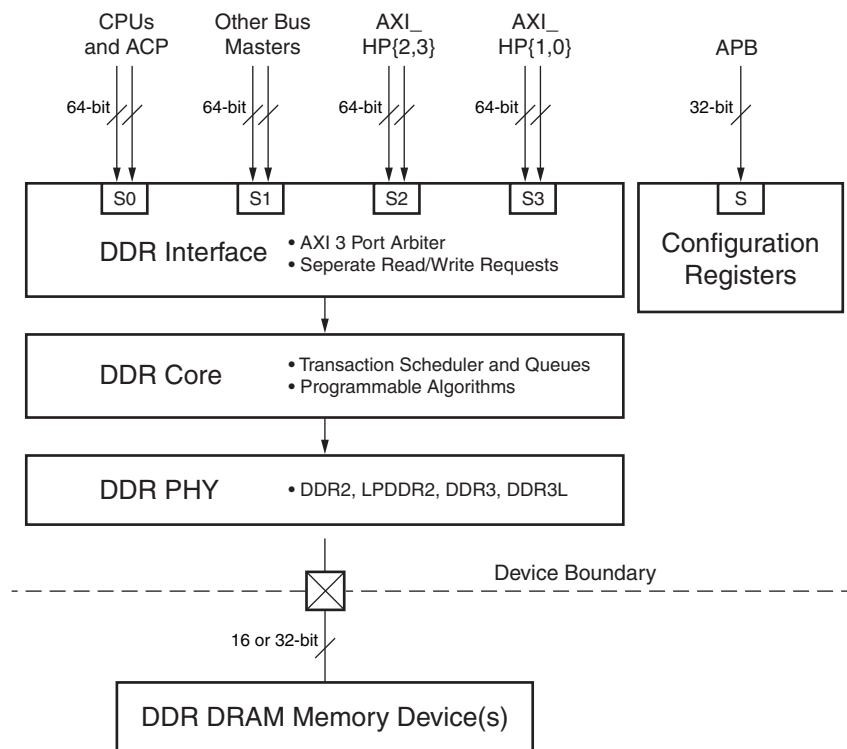 CPUs
and ACP
Other Bus
Masters
AXI_
HP{2,3}
AXI_
HP{1,0}
APB
64-bit
64-bit
64-bit
64-bit
32-bit
S0
S1
S2
S3
S
DDR Interface
• AXI 3 Port Arbiter
• Seperate Read/Write Requests
Configuration
Registers
DDR Core
• Transaction Scheduler and Queues
• Programmable Algorithms
DDR PHY
• DDR2, LPDDR2, DDR3, DDR3L
Device Boundary
16 or 32-bit
DDR DRAM Memory Device(s)